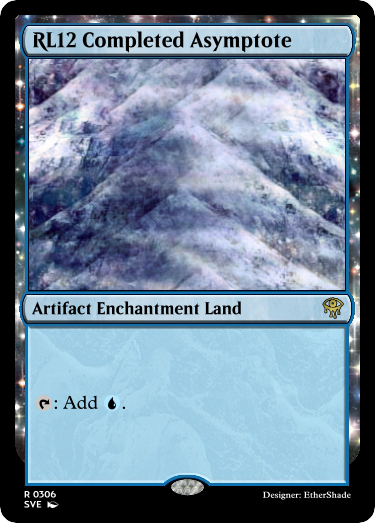 RL12 Completed Asymptote
Artifact Enchantment Land
: Add .
R 0306
SVE
Designer: EtherShade